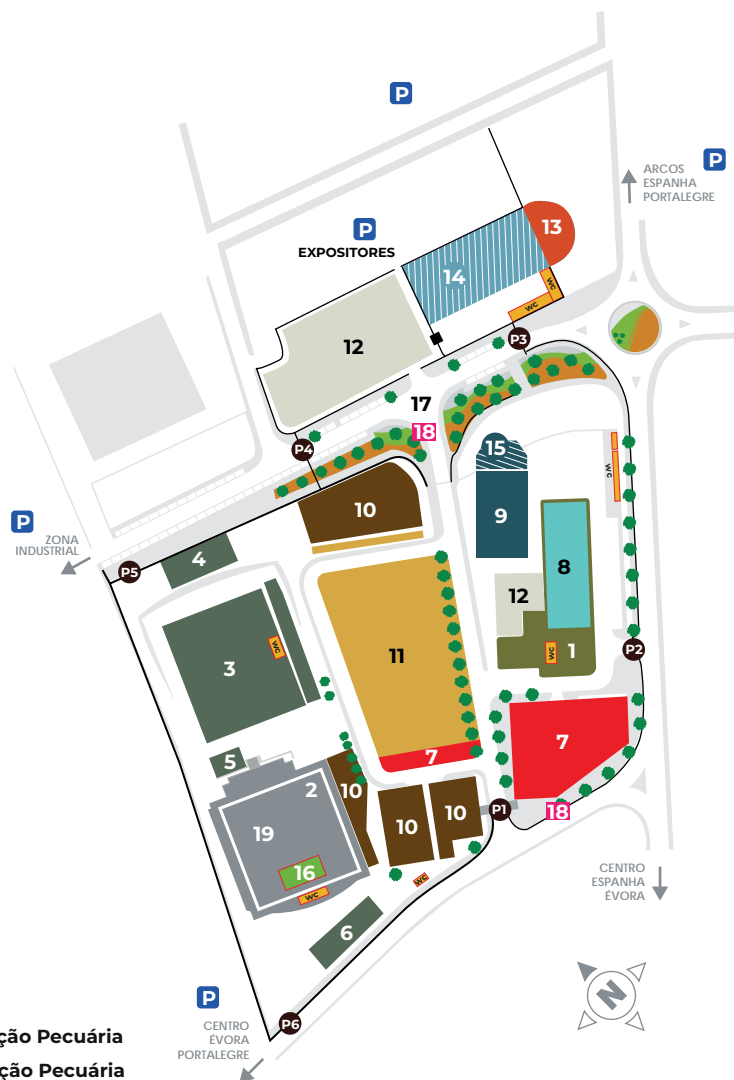 P
P
ARCOS
ESPANHA
PORTALEGRE
P
EXPOSITORES
13
14
WC
WC
12
P3
17
18
P4
15
WC
10
9
P
ZONA
INDUSTRIAL
4
P5
8
12
11
3
WC
WC
1
P2
7
7
5
2
10
10
10
P1
18
19
16
WC
WC
CENTRO
ESPANHA
ÉVORA
6
N
P
CENTRO
ÉVORA
PORTALEGRE
P6
ção Pecuária
ção Pecuária